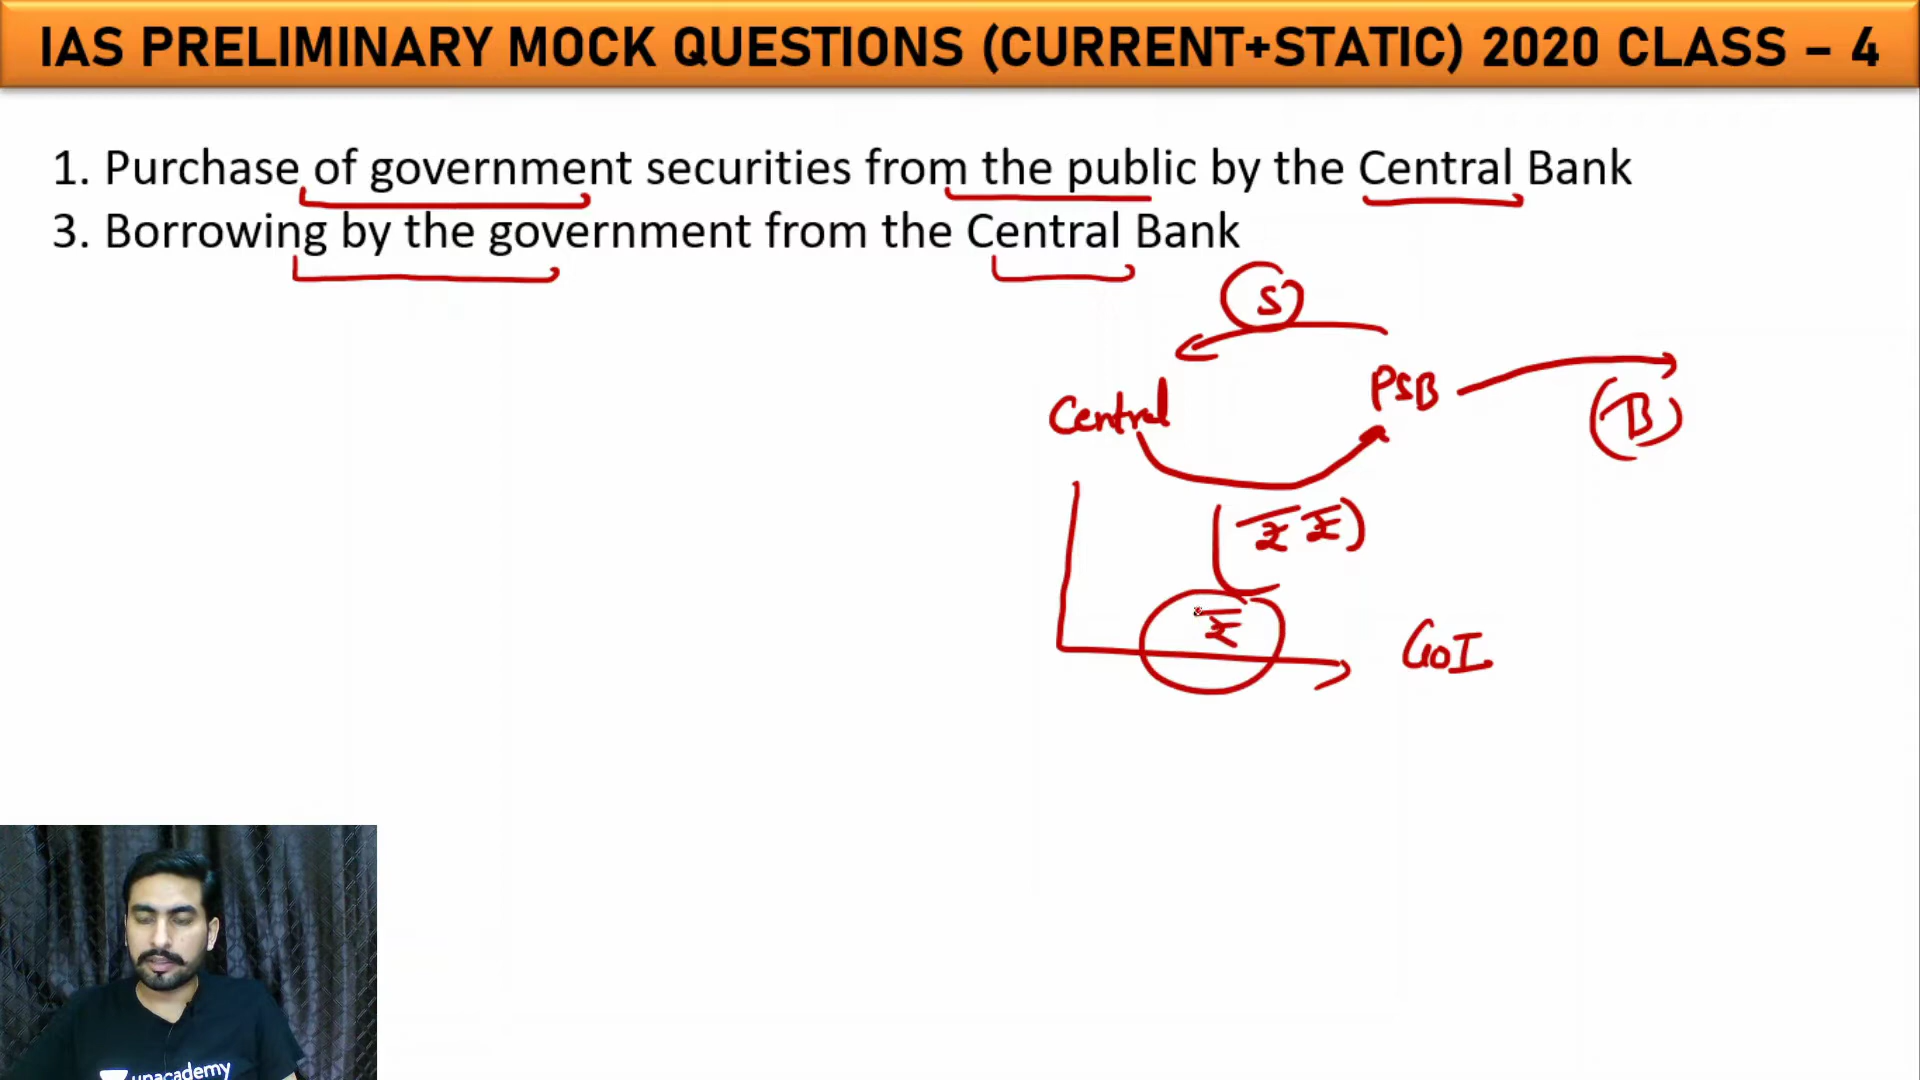 IAS PRELIMINARY MOCK QUESTIONS (CURRENT+STATIC) 2020 CLASS – 4
1. Purchase of government securities from the public by the Central Bank
3. Borrowing by the government from the Central Bank
S
Central
PSB
B
₹ ₹
₹
GoI
unacademy